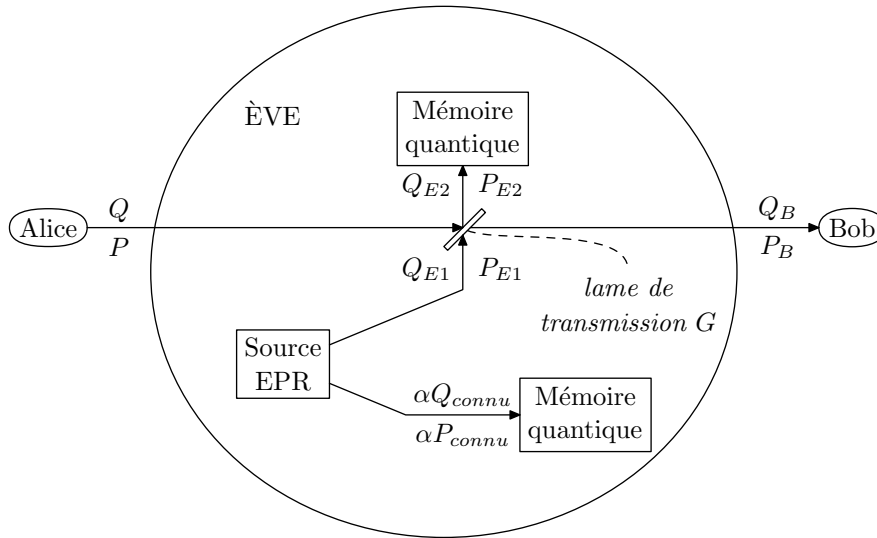 ÈVE
Mémoire
quantique
Q_{E2} P_{E2}
Alice
Q
P
Q_B
P_B
Bob
Q_{E1} P_{E1}
lame de
transmission G
Source
EPR
αQ_{connu}
αP_{connu}
Mémoire
quantique